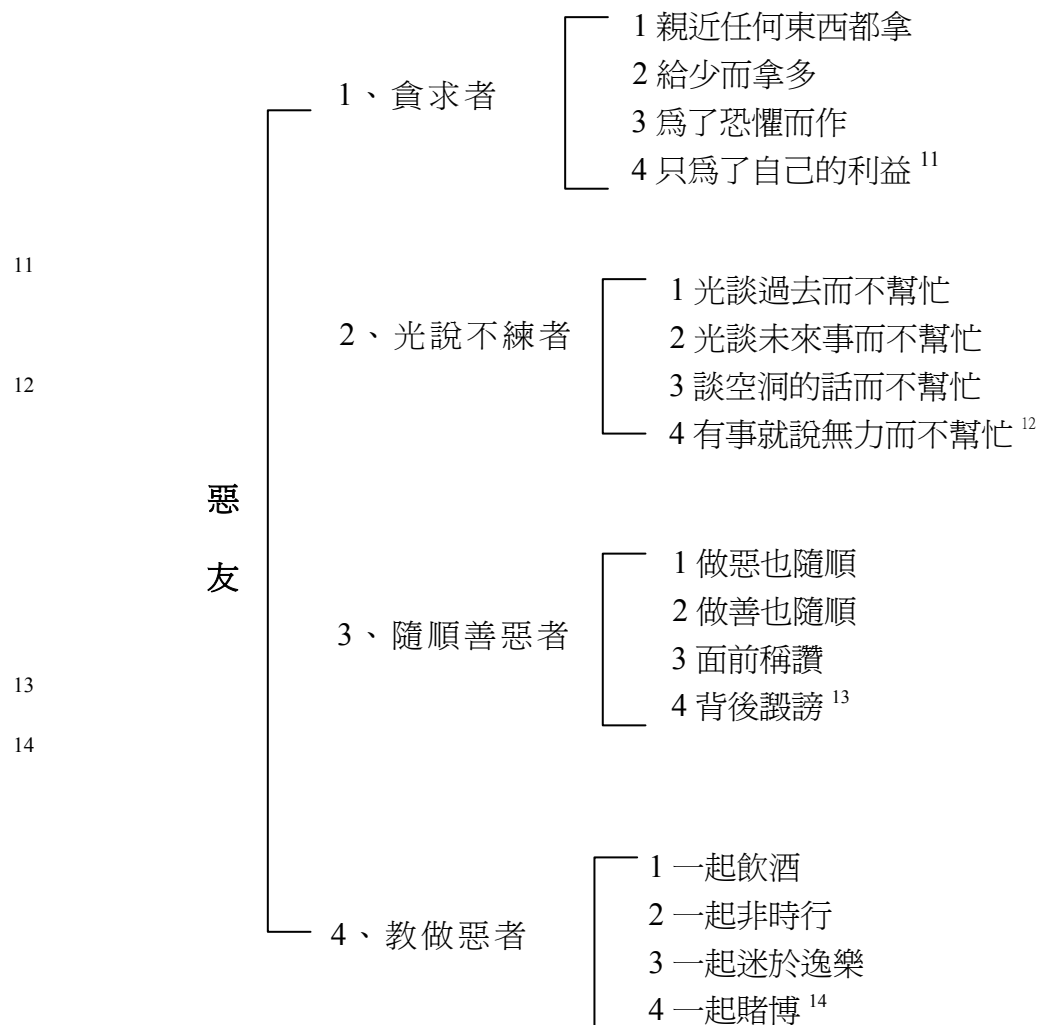 惡友
1、貪求者
1 親近任何東西都拿
2 給少而拿多
3 爲了恐懼而作
4 只爲了自己的利益 11
2、光說不練者
1 光談過去而不幫忙
2 光談未來事而不幫忙
3 談空洞的話而不幫忙
4 有事就說無力而不幫忙 12
3、隨順善惡者
1 做惡也隨順
2 做善也隨順
3 面前稱讚
4 背後譭謗 13
4、教做惡者
1 一起飲酒
2 一起非時行
3 一起迷於逸樂
4 一起賭博 14
11
12
13
14